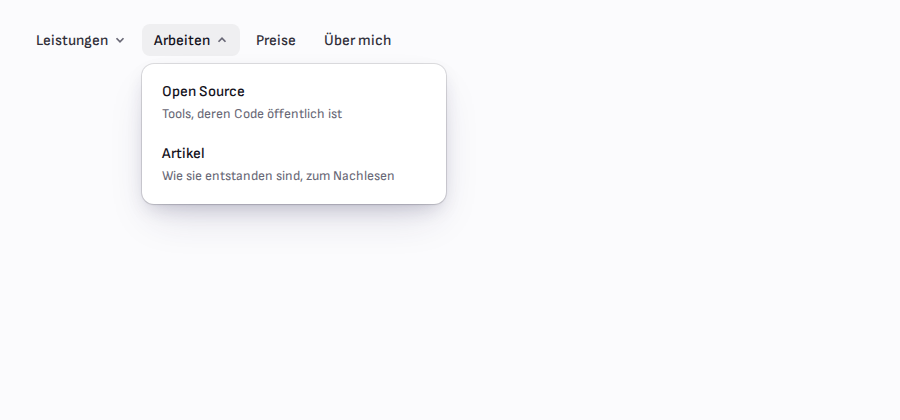 Leistungen Arbeiten Preise Über mich
Open Source
Tools, deren Code öffentlich ist
Artikel
Wie sie entstanden sind, zum Nachlesen